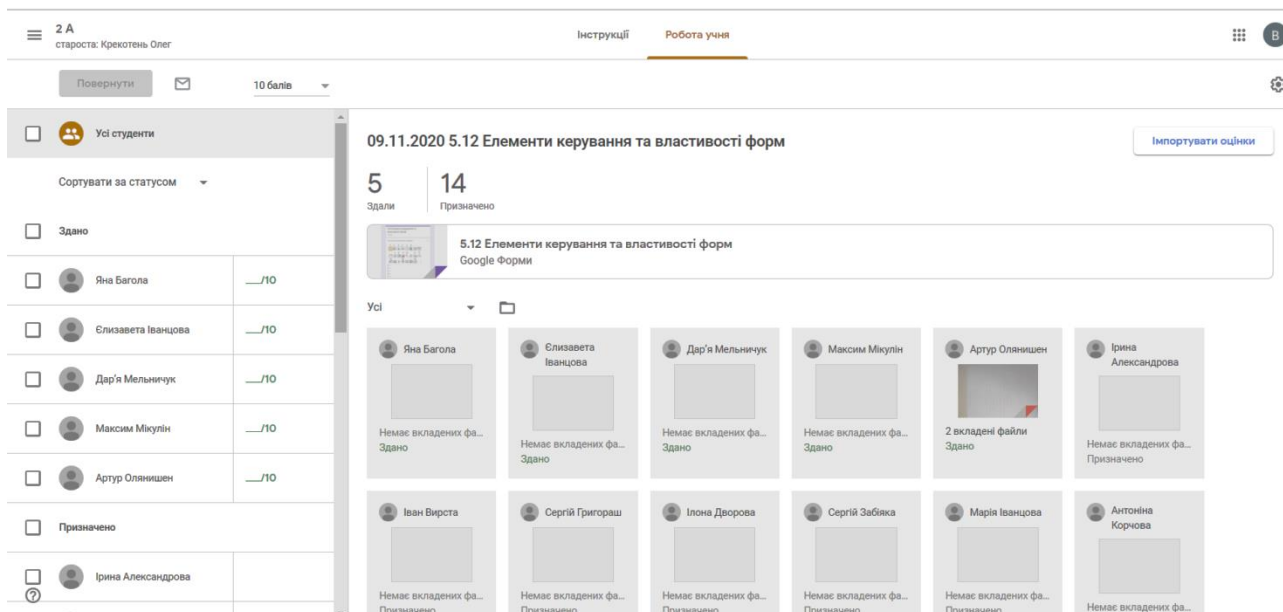 2 А
староста: Крекотень Олег
Інструкції
Робота учня
В
Повернути
10 балів
Усі студенти
Сортувати за статусом
Здано
Яна Багола
__/10
Єлизавета Іванцова
__/10
Дар'я Мельничук
__/10
Максим Мікулін
__/10
Артур Олянишен
__/10
Призначено
Ірина Александрова
09.11.2020 5.12 Елементи керування та властивості форм
Імпортувати оцінки
5
Здали
14
Призначено
5.12 Елементи керування та властивості форм
Google Форми
Усі
Яна Багола
Немає вкладених фа...
Здано
Єлизавета
Іванцова
Немає вкладених фа...
Здано
Дар'я Мельничук
Немає вкладених фа...
Здано
Максим Мікулін
Немає вкладених фа...
Здано
Артур Олянишен
2 вкладені файли
Здано
Ірина
Александрова
Немає вкладених фа...
Призначено
Іван Вирста
Немає вкладених фа...
Призначено
Сергій Григораш
Немає вкладених фа...
Призначено
Ілона Дворова
Немає вкладених фа...
Призначено
Сергій Забіяка
Немає вкладених фа...
Призначено
Марія Іванцова
Немає вкладених фа...
Призначено
Антоніна
Корчова
Немає вкладених фа...